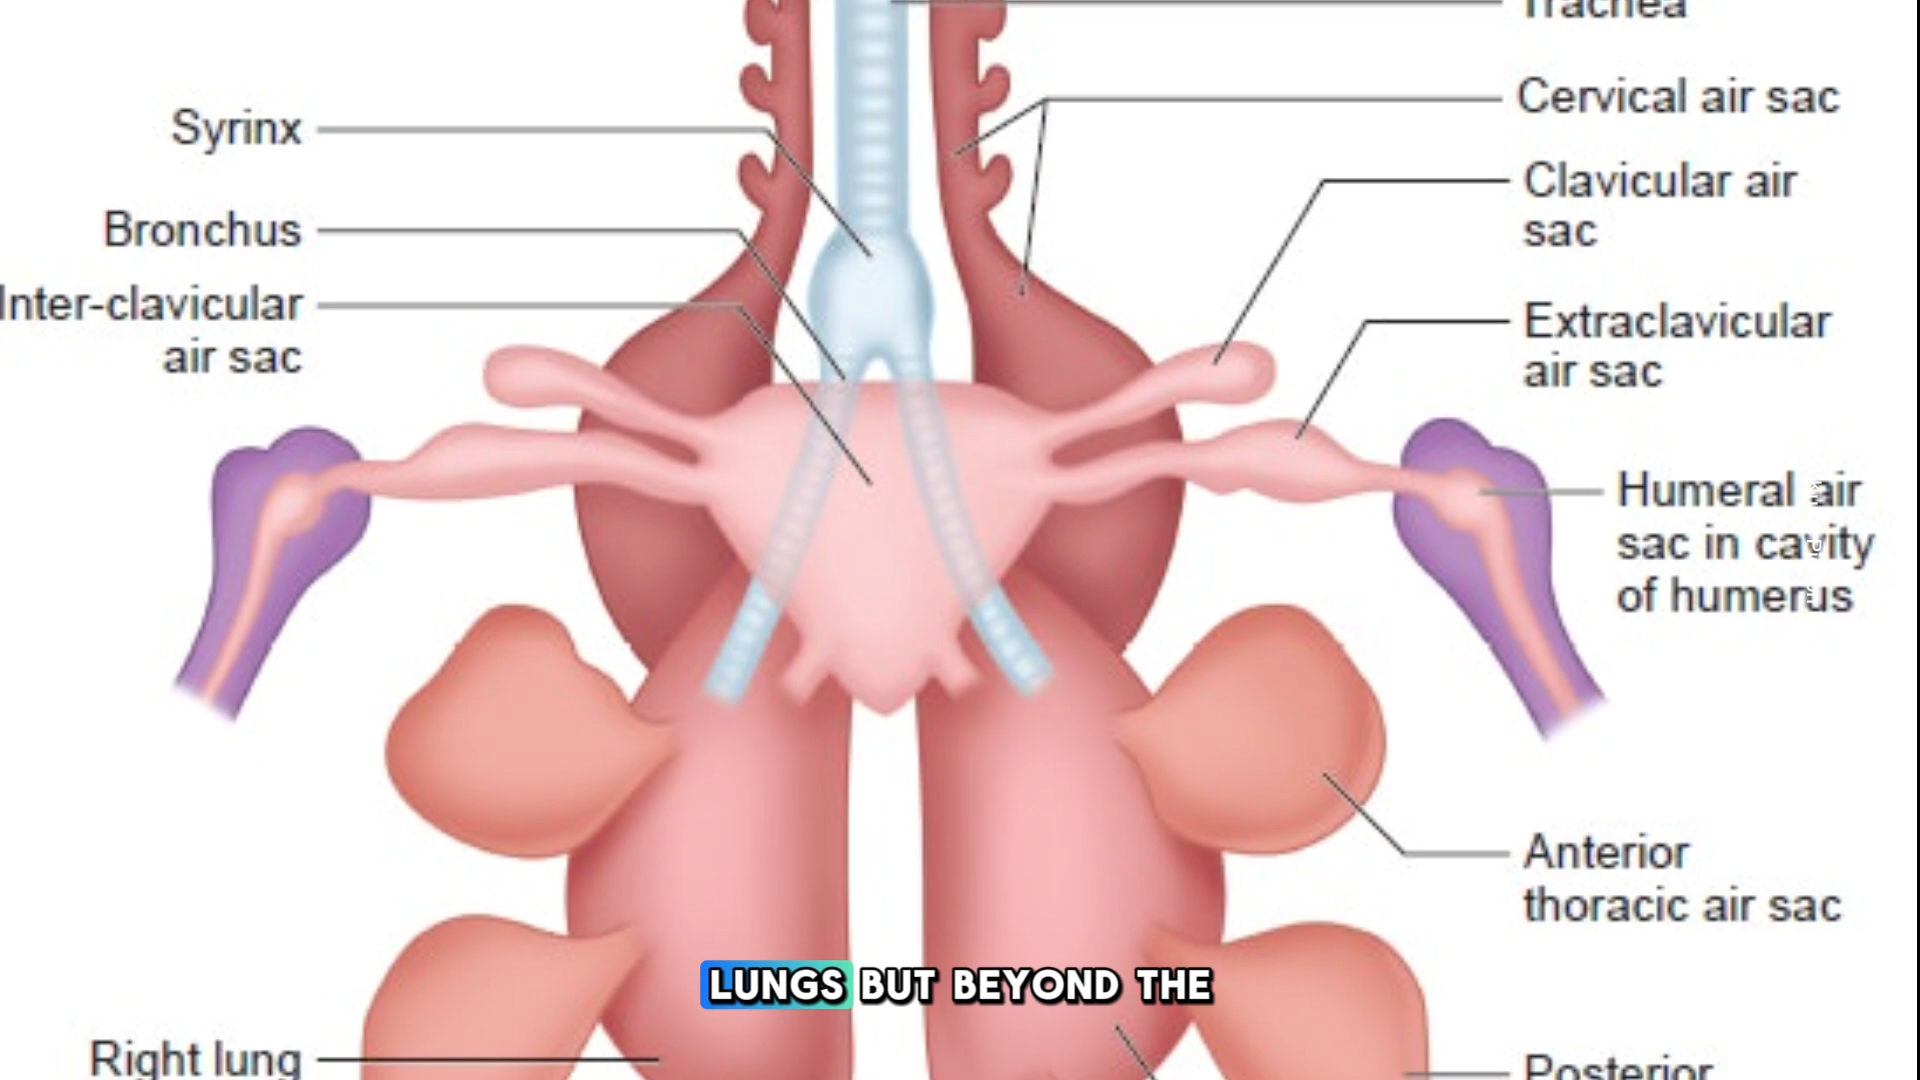 Trachea
Cervical air sac
Syrinx
Clavicular air
sac
Bronchus
Inter-clavicular
air sac
Extraclavicular
air sac
Humeral air
sac in cavity
of humerus
Anterior
thoracic air sac
LUNGS BUT BEYOND THE
Right lung
Posterior